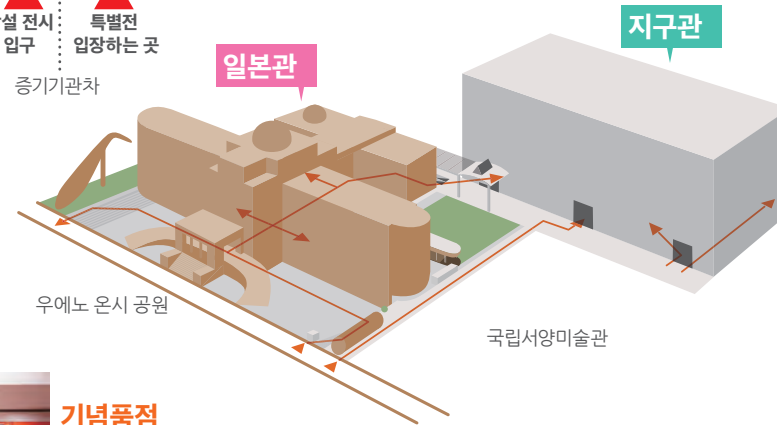 전시
입구
특별전
입장하는 곳
증기기관차
일본관
지구관
우에노 온시 공원
국립서양미술관
기념품점